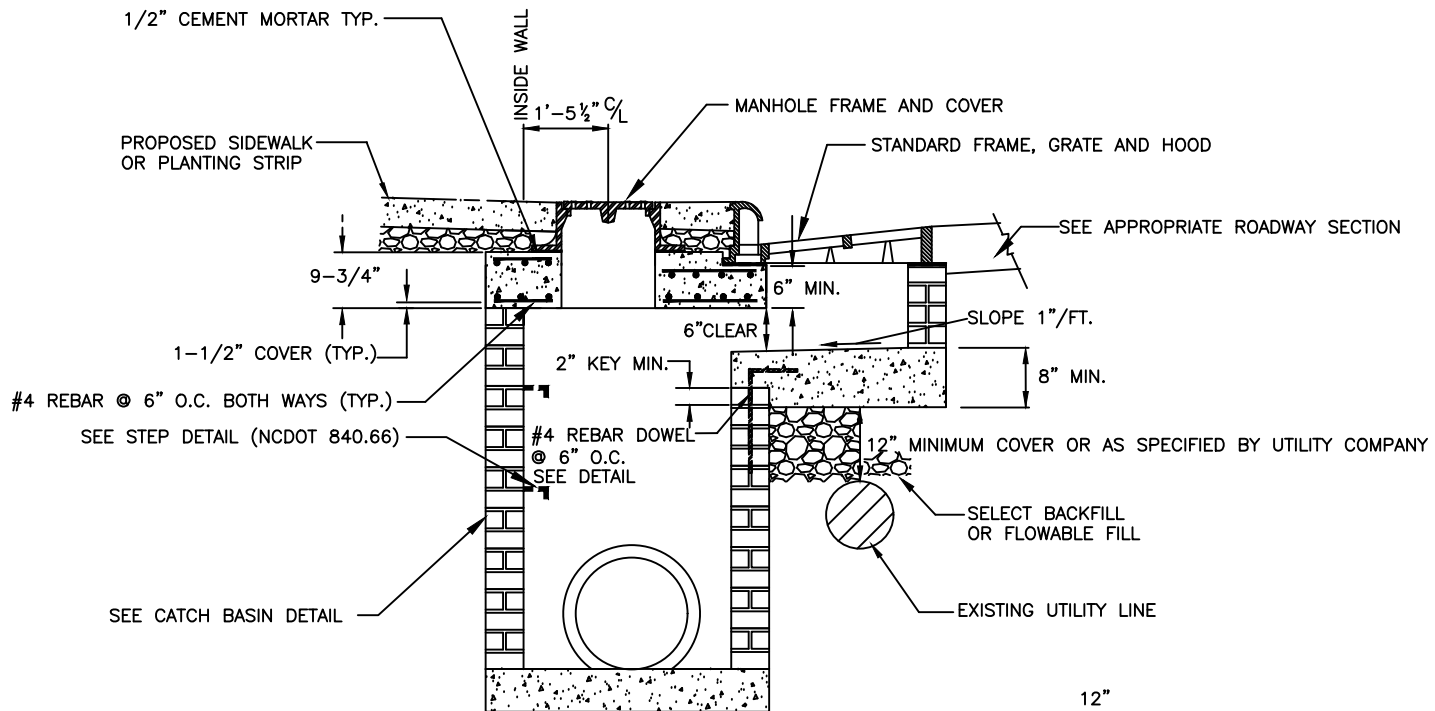 1/2" CEMENT MORTAR TYP.
INSIDE WALL
1'-5½" C/L
MANHOLE FRAME AND COVER
PROPOSED SIDEWALK
OR PLANTING STRIP
STANDARD FRAME, GRATE AND HOOD
SEE APPROPRIATE ROADWAY SECTION
9-3/4"
6" MIN.
6"CLEAR
SLOPE 1"/FT.
1-1/2" COVER (TYP.)
2" KEY MIN.
8" MIN.
#4 REBAR @ 6" O.C. BOTH WAYS (TYP.)
SEE STEP DETAIL (NCDOT 840.66)
#4 REBAR DOWEL
@ 6" O.C.
SEE DETAIL
12" MINIMUM COVER OR AS SPECIFIED BY UTILITY COMPANY
SELECT BACKFILL
OR FLOWABLE FILL
SEE CATCH BASIN DETAIL
EXISTING UTILITY LINE
12"